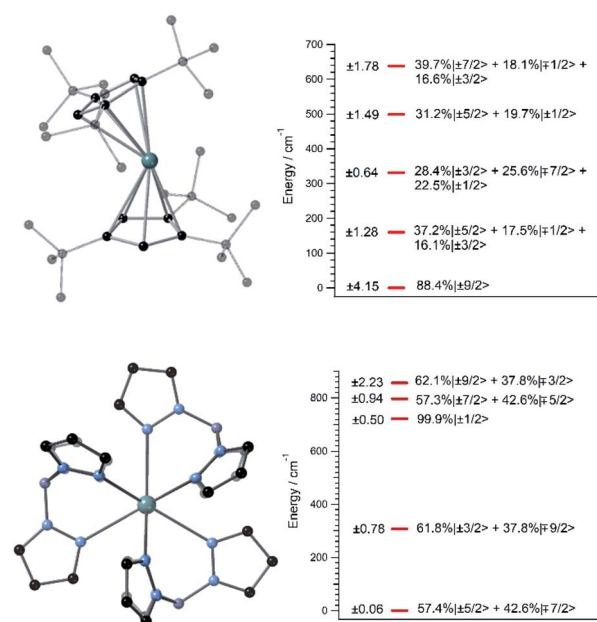 700
600
500
400
300
200
100
0
Energy / cm⁻¹
±1.78 39.7%|±7/2> + 18.1%|∓1/2> +
16.6%|±3/2>
±1.49 31.2%|±5/2> + 19.7%|±1/2>
±0.64 28.4%|±3/2> + 25.6%|∓7/2> +
22.5%|±1/2>
±1.28 37.2%|±5/2> + 17.5%|∓1/2> +
16.1%|±3/2>
±4.15 88.4%|±9/2>
800
600
400
200
0
Energy / cm⁻¹
±2.23 62.1%|±9/2> + 37.8%|∓3/2>
±0.94 57.3%|±7/2> + 42.6%|∓5/2>
±0.50 99.9%|±1/2>
±0.78 61.8%|±3/2> + 37.8%|∓9/2>
±0.06 57.4%|±5/2> + 42.6%|∓7/2>